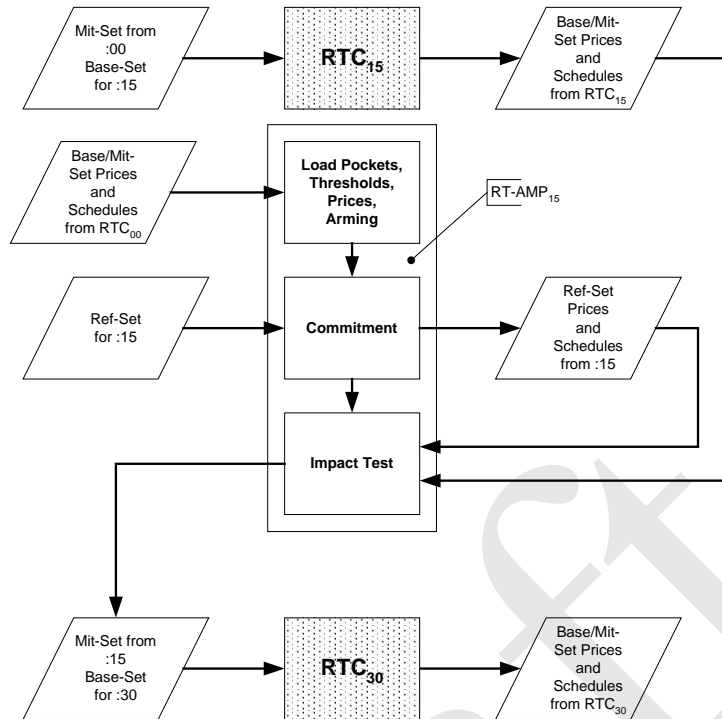 Mit-Set from
:00
Base-Set
for :15
RTC15
Base/Mit-
Set Prices
and
Schedules
from RTC15
Base/Mit-
Set Prices
and
Schedules
from RTC00
Load Pockets,
Thresholds,
Prices,
Arming
RT-AMP15
Ref-Set
for :15
Commitment
Ref-Set
Prices
and
Schedules
from :15
Impact Test
Mit-Set from
:15
Base-Set
for :30
RTC30
Base/Mit-
Set Prices
and
Schedules
from RTC30